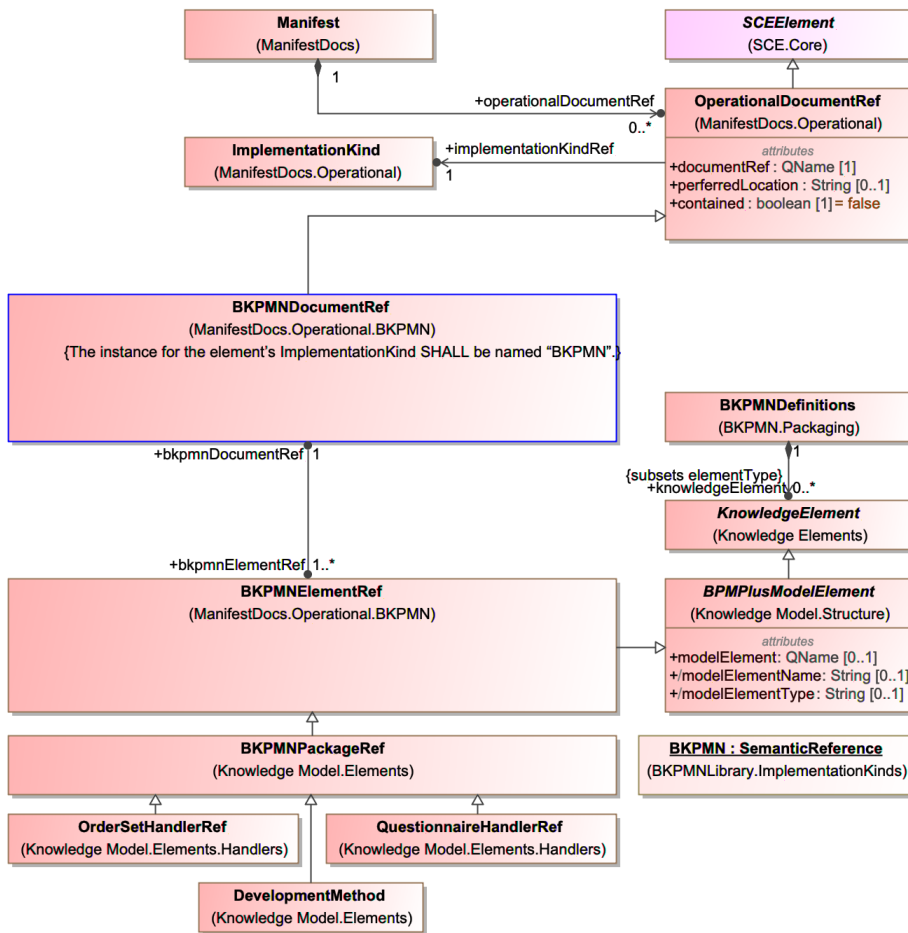 Manifest
(ManifestDocs)
1
SCEElement
(SCE.Core)
+operationalDocumentRef
0..*
OperationalDocumentRef
(ManifestDocs.Operational)
attributes
+documentRef : QName [1]
+perferredLocation : String [0..1]
+contained : boolean [1] = false
ImplementationKind
(ManifestDocs.Operational)
+implementationKindRef
1
BKPMNDocumentRef
(ManifestDocs.Operational.BKPMN)
{The instance for the element's ImplementationKind SHALL be named “BKPMN”.}
+bkpmnDocumentRef 1
BKPMNDefinitions
(BKPMN.Packaging)
1
{subsets elementType}
+knowledgeElement 0..*
KnowledgeElement
(Knowledge Elements)
+bkpmnElementRef 1..*
BKPMNElementRef
(ManifestDocs.Operational.BKPMN)
BPMPlusModelElement
(Knowledge Model.Structure)
attributes
+modelElement: QName [0..1]
+/modelElementName: String [0..1]
+/modelElementType: String [0..1]
BKPMNPackageRef
(Knowledge Model.Elements)
BKPMN : SemanticReference
(BKPMNLibrary.ImplementationKinds)
OrderSetHandlerRef
(Knowledge Model.Elements.Handlers)
QuestionnaireHandlerRef
(Knowledge Model.Elements.Handlers)
DevelopmentMethod
(Knowledge Model.Elements)